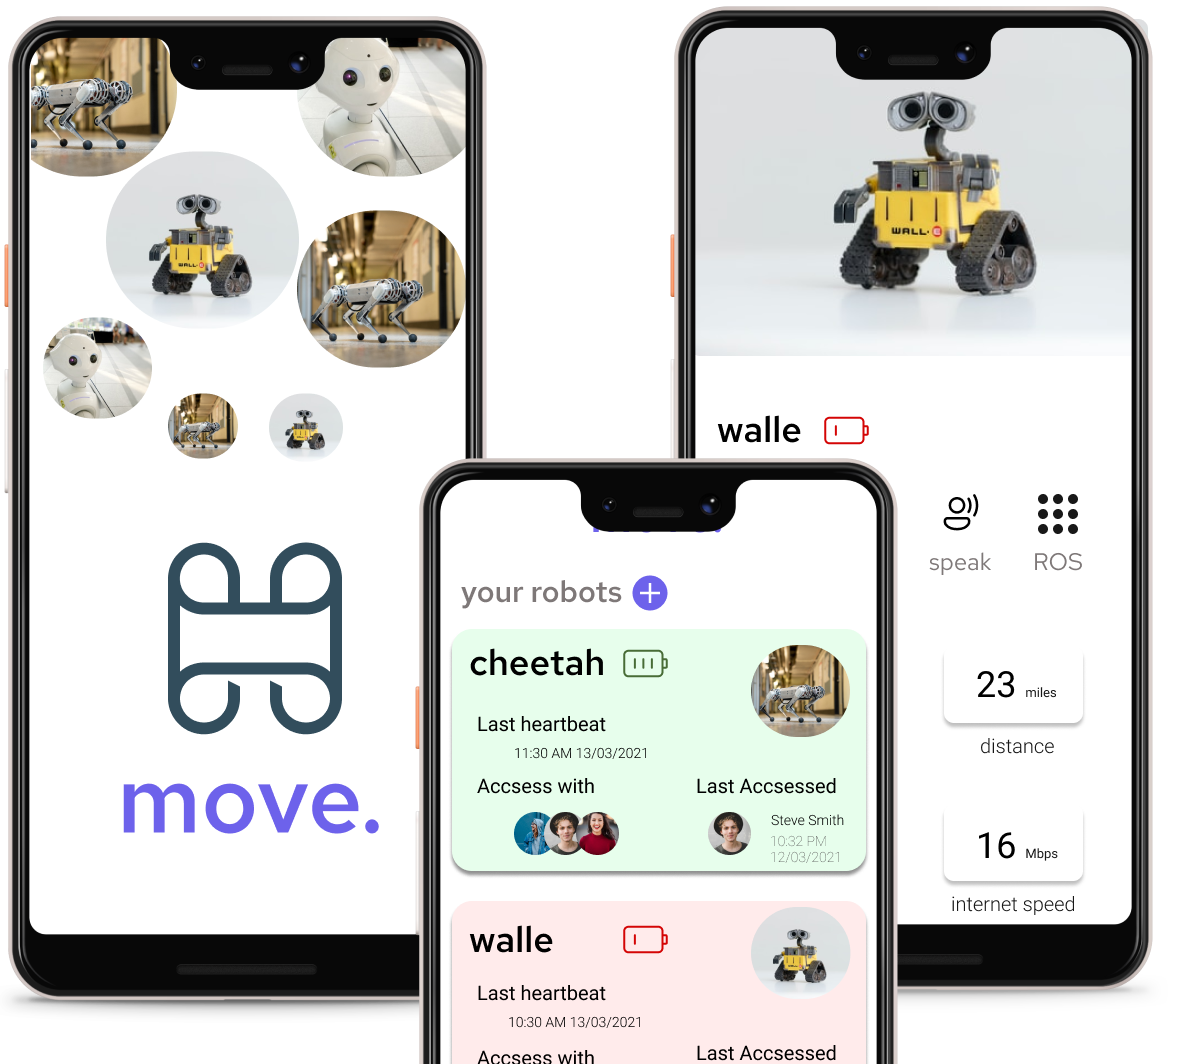 WALL·E
move.
WALL·E
walle
speak
ROS
23 miles
distance
16 Mbps
internet speed
your robots
cheetah
Last heartbeat
11:30 AM 13/03/2021
Accsess with
Last Accsessed
Steve Smith
10:32 PM
12/03/2021
walle
Last heartbeat
10:30 AM 13/03/2021
Accsess with
Last Accsessed